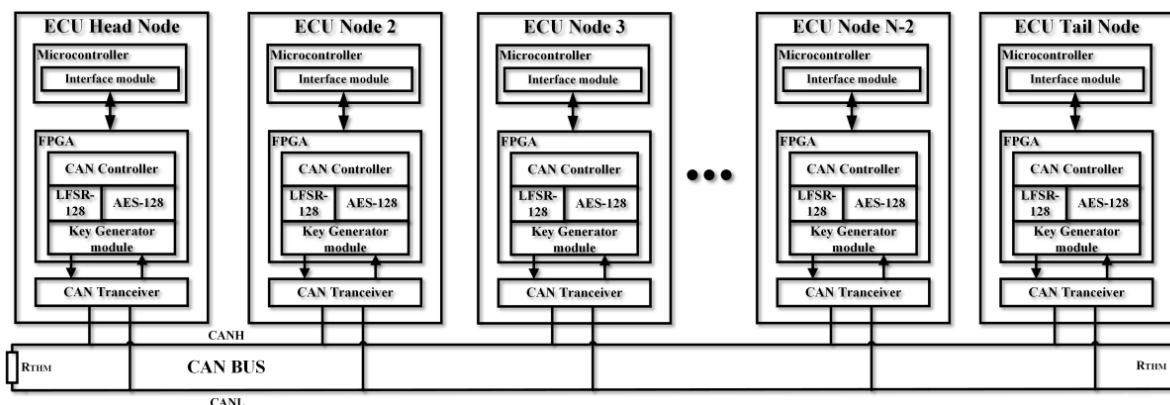 ECU Head Node
Microcontroller
Interface module
FPGA
CAN Controller
LFSR-
128
AES-128
Key Generator
module
CAN Tranceiver
ECU Node 2
Microcontroller
Interface module
FPGA
CAN Controller
LFSR-
128
AES-128
Key Generator
module
CAN Tranceiver
ECU Node 3
Microcontroller
Interface module
FPGA
CAN Controller
LFSR-
128
AES-128
Key Generator
module
CAN Tranceiver
ECU Node N-2
Microcontroller
Interface module
FPGA
CAN Controller
LFSR-
128
AES-128
Key Generator
module
CAN Tranceiver
ECU Tail Node
Microcontroller
Interface module
FPGA
CAN Controller
LFSR-
128
AES-128
Key Generator
module
CAN Tranceiver
CANH
RTHM
CAN BUS
RTHM
CANL